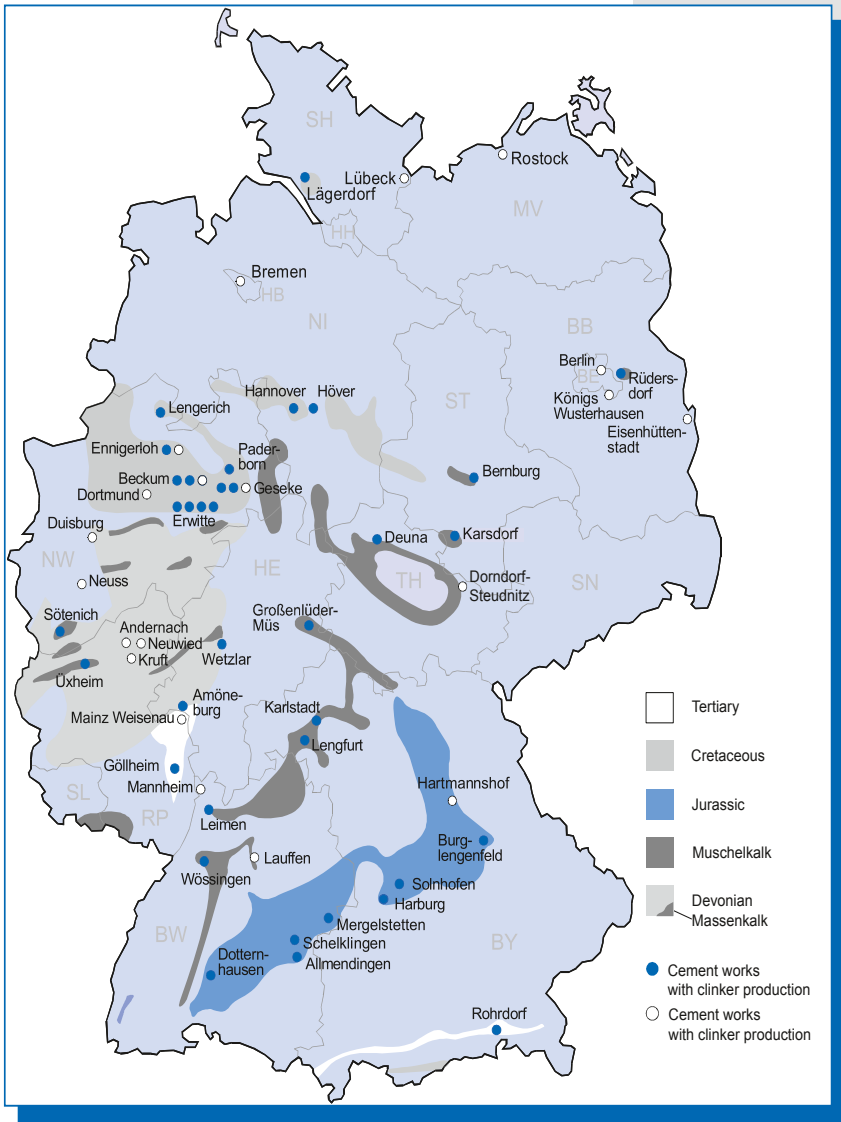 SH
Rostock
Lübeck
Lägerdorf
MV
HH
Bremen
HB
NI
BB
Berlin
BE
Rüders-
dorf
Königs
Wusterhausen
Eisenhütten-
stadt
Hannover
Höver
Lengerich
ST
Ennigerloh
Pader-
born
Beckum
Geseke
Dortmund
Bernburg
Erwitte
Duisburg
Deuna
Karsdorf
NW
HE
TH
SN
Neuss
Dorndorf-
Steudnitz
Sötenich
Großenlüder-
Müs
Andernach
Neuwied
Kruft
Wetzlar
Üxheim
Amöne-
burg
Mainz Weisenau
Karlstadt
Lengfurt
Göllheim
Mannheim
Hartmannshof
SL
RP
Leimen
Burg-
lengenfeld
Lauffen
Wössingen
Solnhofen
Harburg
Mergelstetten
BW
Schelklingen
BY
Dottern-
hausen
Allmendingen
Rohrdorf
Tertiary
Cretaceous
Jurassic
Muschelkalk
Devonian
Massenkalk
Cement works
with clinker production
Cement works
with clinker production